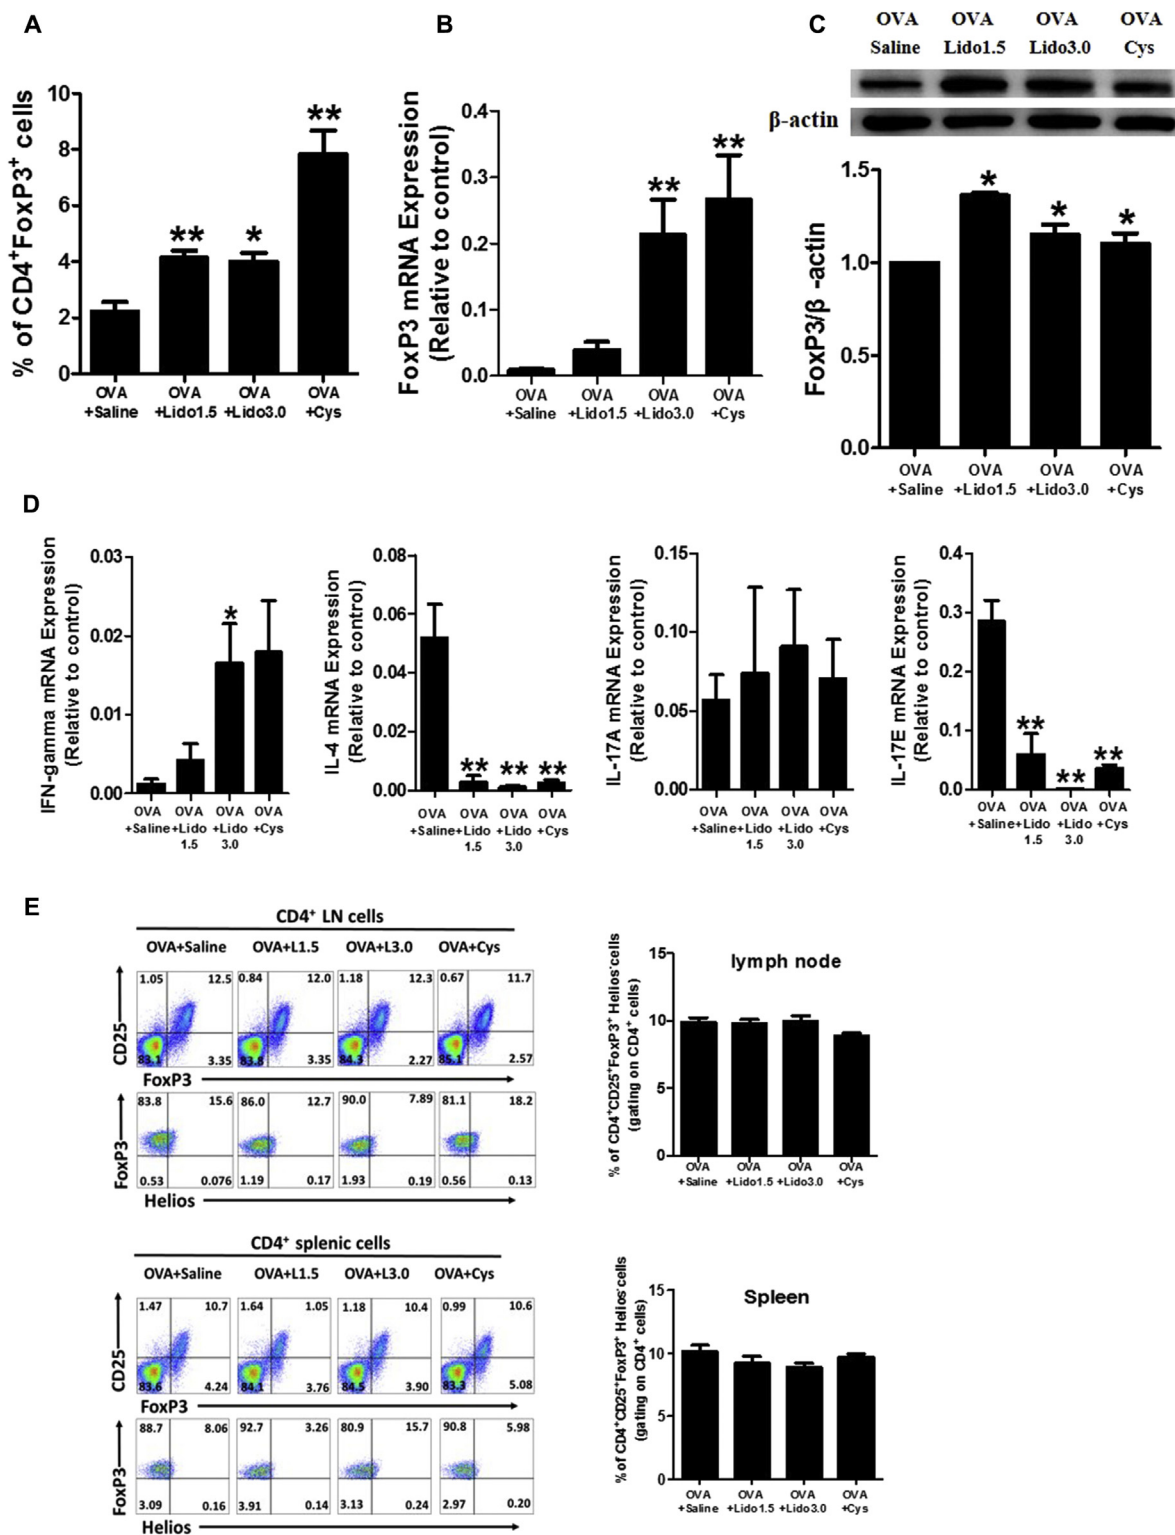 A
% of CD4+FoxP3+ cells
10
8
6
4
2
0
**
*
**
OVA +Saline
OVA +Lido1.5
OVA +Lido3.0
OVA +Cys
B
FoxP3 mRNA Expression
(Relative to control)
0.4
0.3
0.2
0.1
0.0
**
**
OVA +Saline
OVA +Lido1.5
OVA +Lido3.0
OVA +Cys
C
OVA OVA OVA OVA
Saline Lido1.5 Lido3.0 Cys
β-actin
FoxP3/β -actin
1.5
1.0
0.5
0.0
*
*
*
OVA +Saline
OVA +Lido1.5
OVA +Lido3.0
OVA +Cys
D
IFN-gamma mRNA Expression
(Relative to control)
0.03
0.02
0.01
0.00
*
OVA OVA OVA OVA
+Saline +Lido +Lido +Cys
1.5 3.0
IL-4 mRNA Expression
(Relative to control)
0.08
0.06
0.04
0.02
0.00
** ** **
OVA OVA OVA OVA
+Saline +Lido +Lido +Cys
1.5 3.0
IL-17A mRNA Expression
(Relative to control)
0.15
0.10
0.05
0.00
OVA OVA OVA OVA
+Saline +Lido +Lido +Cys
1.5 3.0
IL-17E mRNA Expression
(Relative to control)
0.4
0.3
0.2
0.1
0.0
** ** **
OVA OVA OVA OVA
+Saline +Lido +Lido +Cys
1.5 3.0
E
CD4+ LN cells
OVA+Saline OVA+L1.5 OVA+L3.0 OVA+Cys
CD25
1.05 12.5 0.84 12.0 1.18 12.3 0.67 11.7
83.1 3.35 83.8 3.35 84.3 2.27 85.1 2.57
FoxP3
FoxP3
83.8 15.6 86.0 12.7 90.0 7.89 81.1 18.2
0.53 0.076 1.19 0.17 1.93 0.19 0.56 0.13
Helios
lymph node
% of CD4+CD25+FoxP3+ Helios-cells
(gating on CD4+ cells)
15
10
5
0
OVA +Saline
OVA +Lido1.5
OVA +Lido3.0
OVA +Cys
CD4+ splenic cells
OVA+Saline OVA+L1.5 OVA+L3.0 OVA+Cys
CD25
1.47 10.7 1.64 1.05 1.18 10.4 0.99 10.6
83.6 4.24 84.1 3.76 84.5 3.90 83.3 5.08
FoxP3
FoxP3
88.7 8.06 92.7 3.26 80.9 15.7 90.8 5.98
3.09 0.16 3.91 0.14 3.13 0.24 2.97 0.20
Helios
Spleen
% of CD4+CD25+FoxP3+ Helios-cells
(gating on CD4+ cells)
15
10
5
0
OVA +Saline
OVA +Lido1.5
OVA +Lido3.0
OVA +Cys